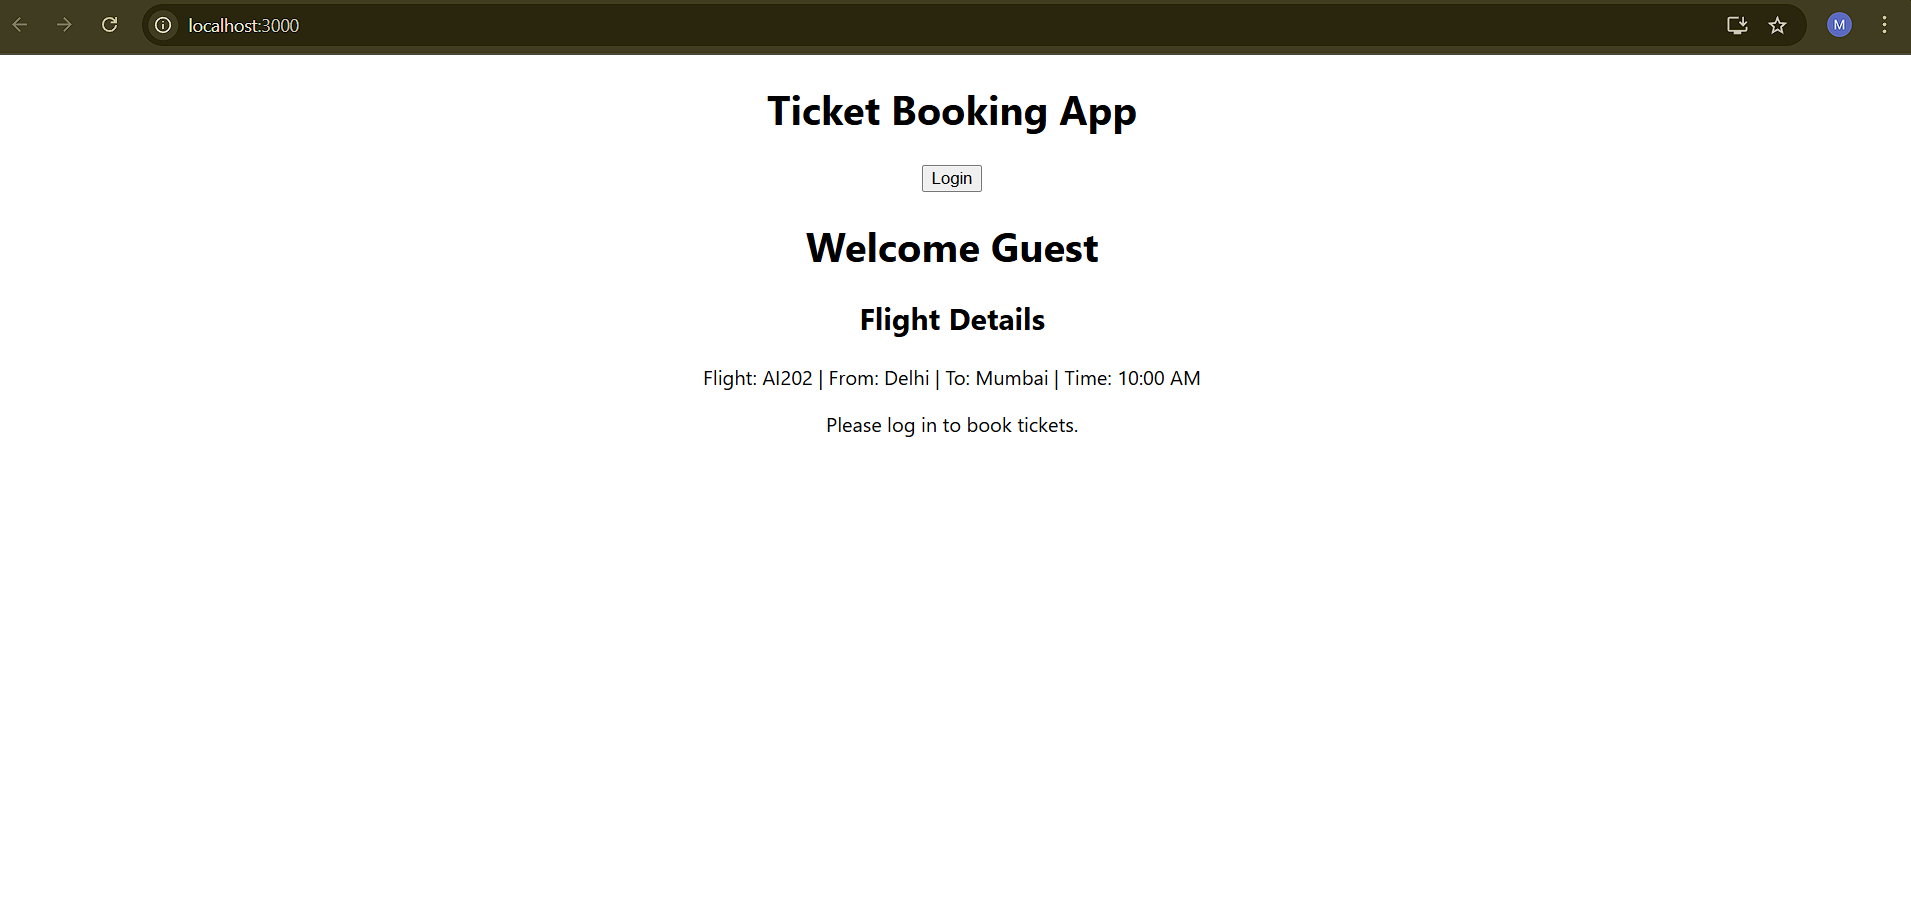 localhost:3000
M
Ticket Booking App
Login
Welcome Guest
Flight Details
Flight: AI202 | From: Delhi | To: Mumbai | Time: 10:00 AM
Please log in to book tickets.